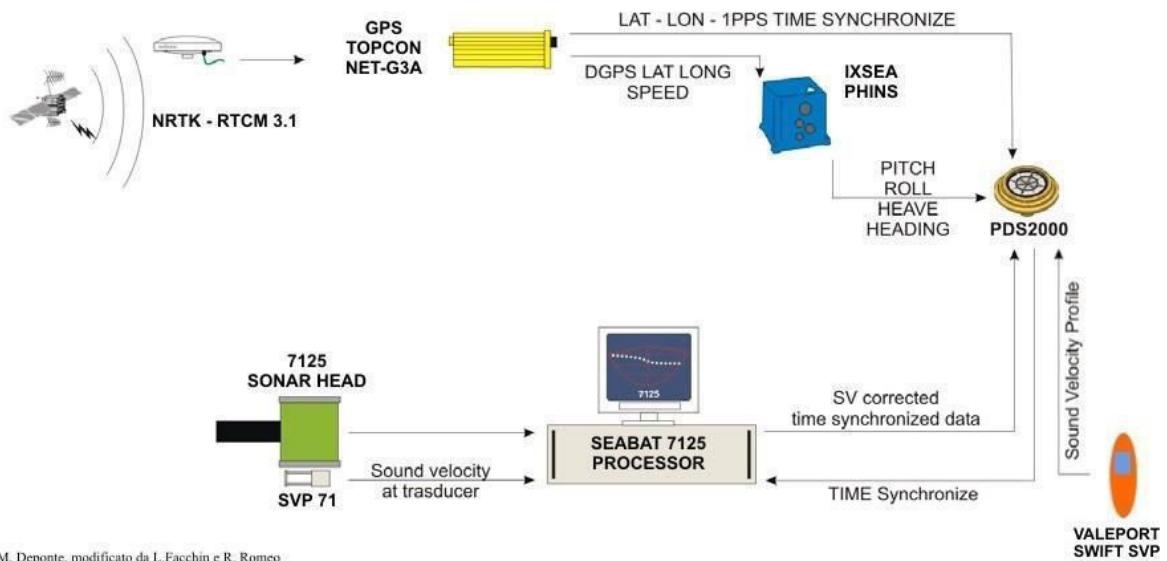 LAT - LON - 1PPS TIME SYNCHRONIZE
GPS
TOPCON
NET-G3A
NRTK - RTCM 3.1
DGPS LAT LONG
SPEED
IXSEA
PHINS
PITCH
ROLL
HEAVE
HEADING
PDS2000
7125
SONAR HEAD
7125
SEABAT 7125
PROCESSOR
SV corrected
time synchronized data
Sound Velocity Profile
Sound velocity
at trasducer
SVP 71
TIME Synchronize
VALEPORT
SWIFT SVP
M. Deponte, modificato da L.Facchin e R. Romeo